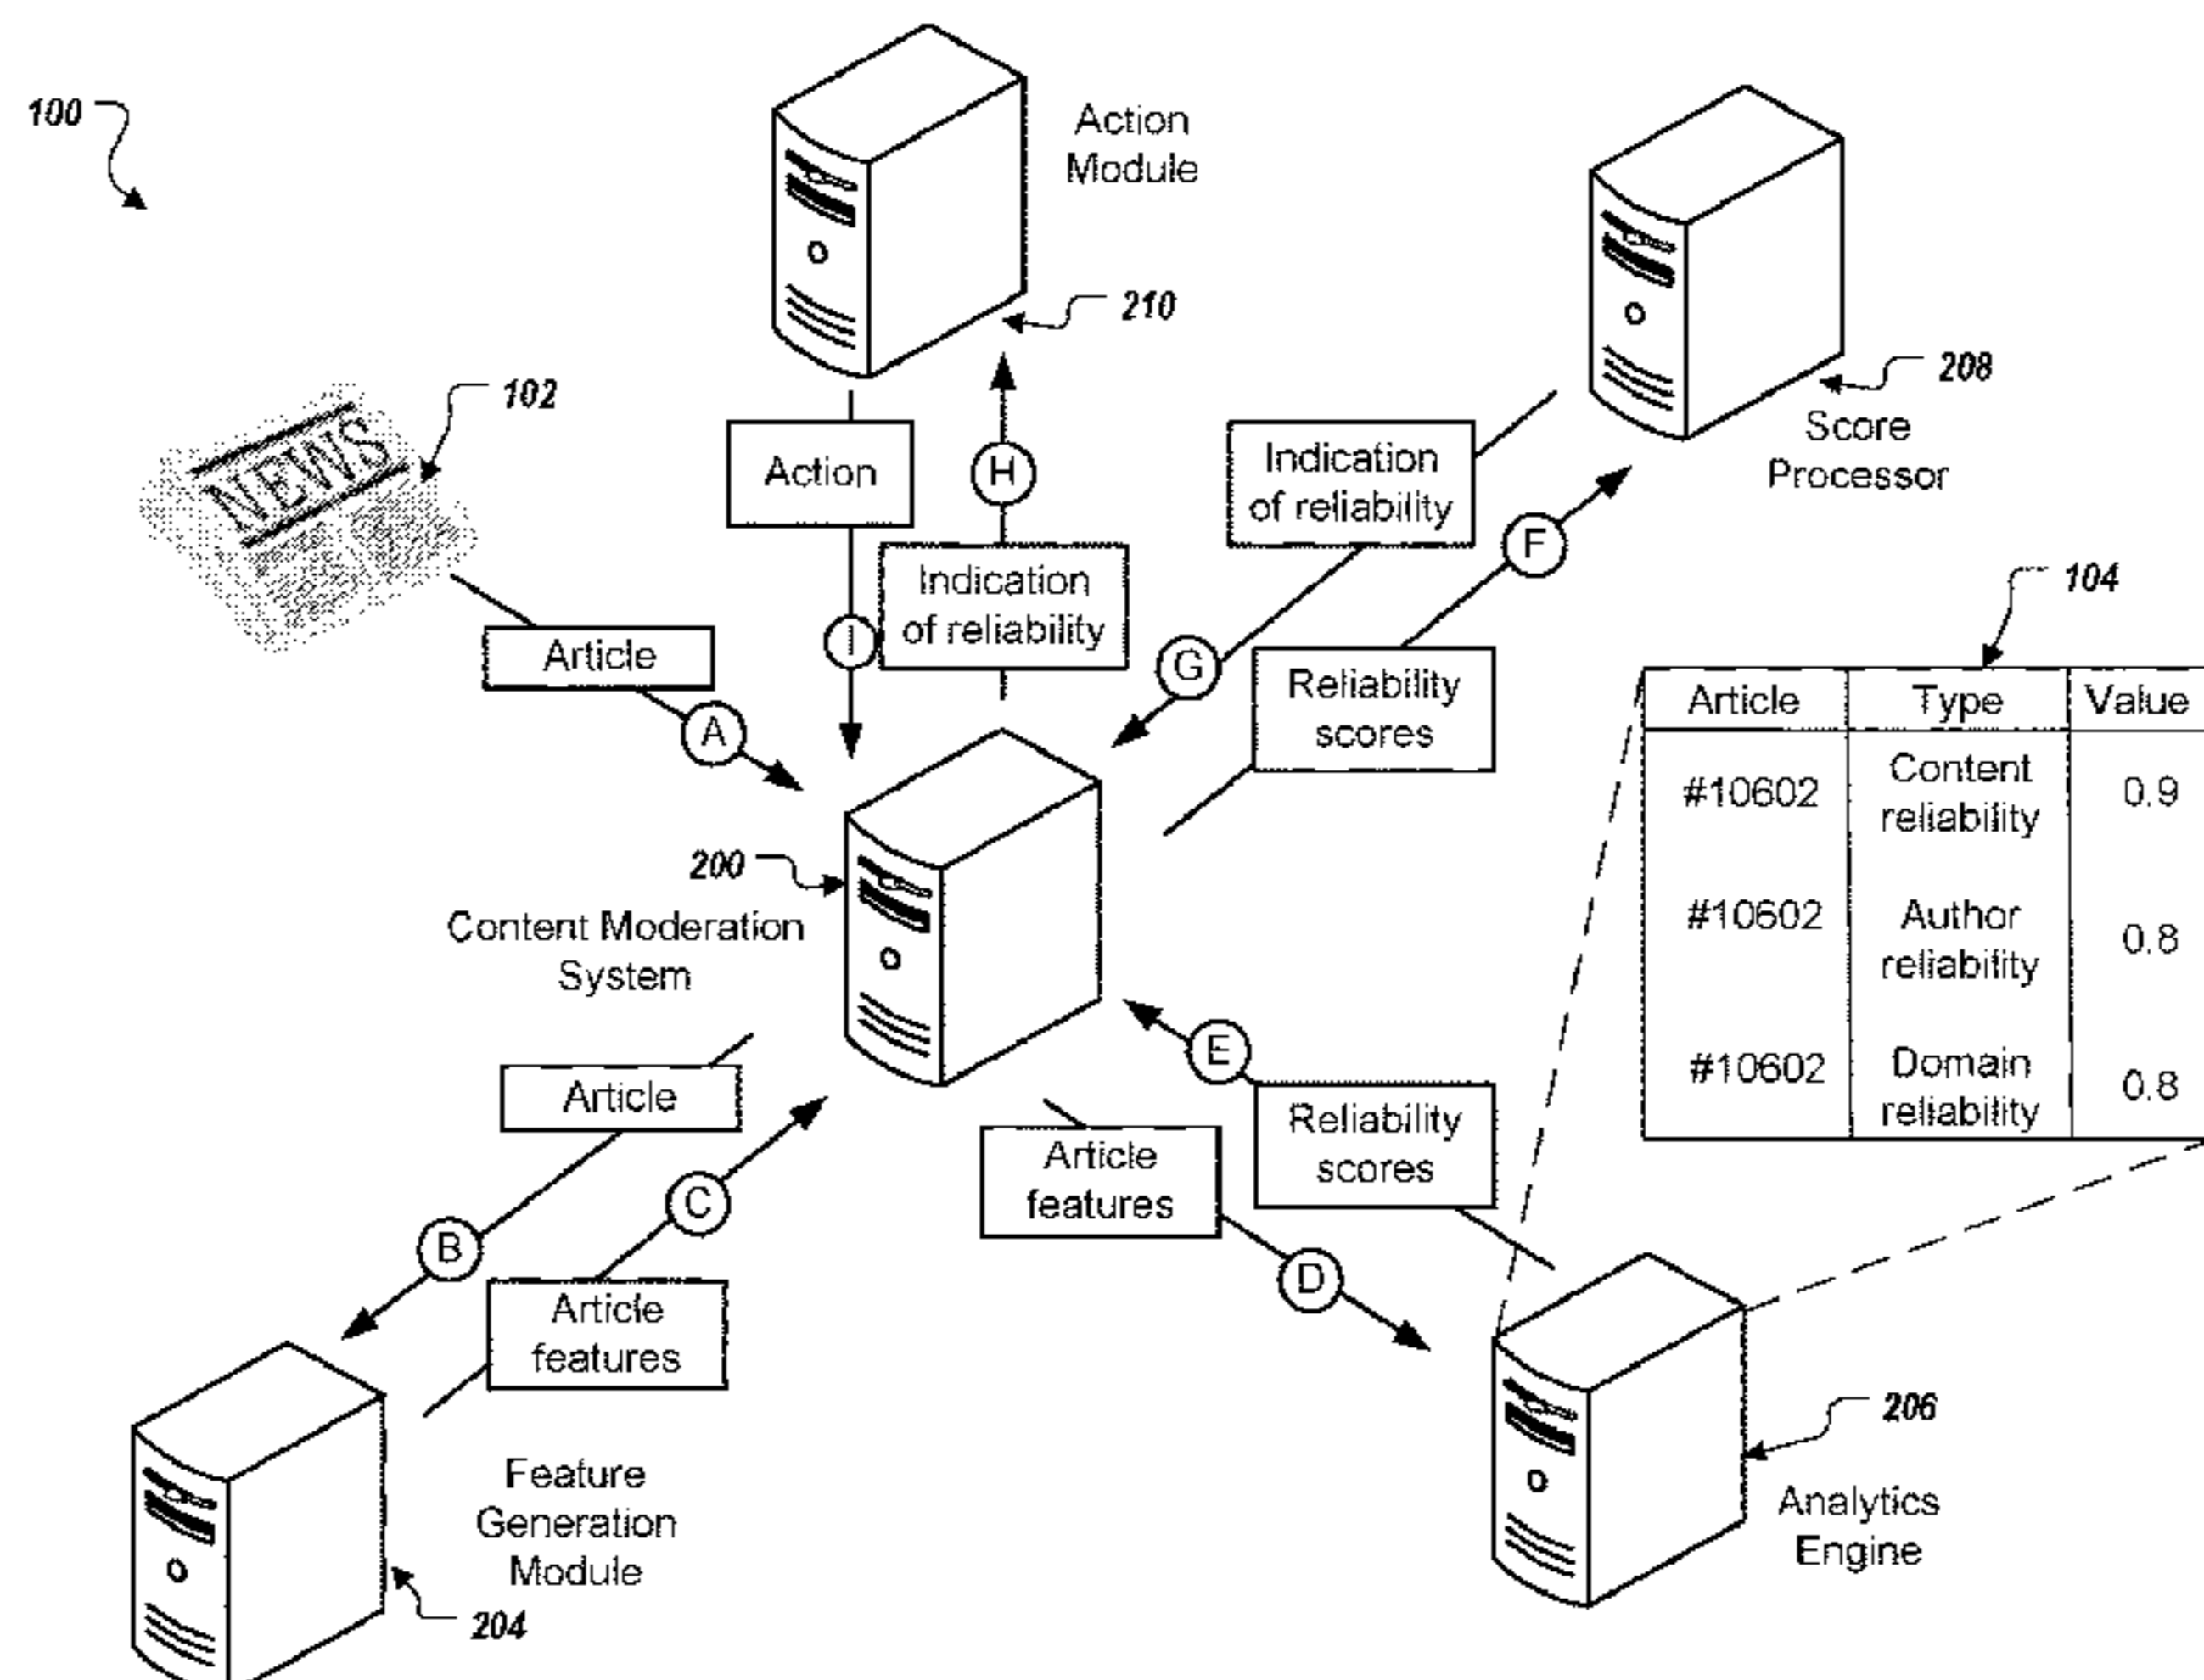 100
Action
Module
210
208
Score
Processor
102
NEWS
Action
H
Indication
of reliability
Indication
of reliability
F
104
Article
I
G
Reliability
scores
A
Article Type Value
#10602 Content reliability 0.9
#10602 Author reliability 0.8
#10602 Domain reliability 0.8
200
Content Moderation
System
Article
E
Reliability
scores
Article
features
C
B
D
Article
features
206
Analytics
Engine
Feature
Generation
Module
204